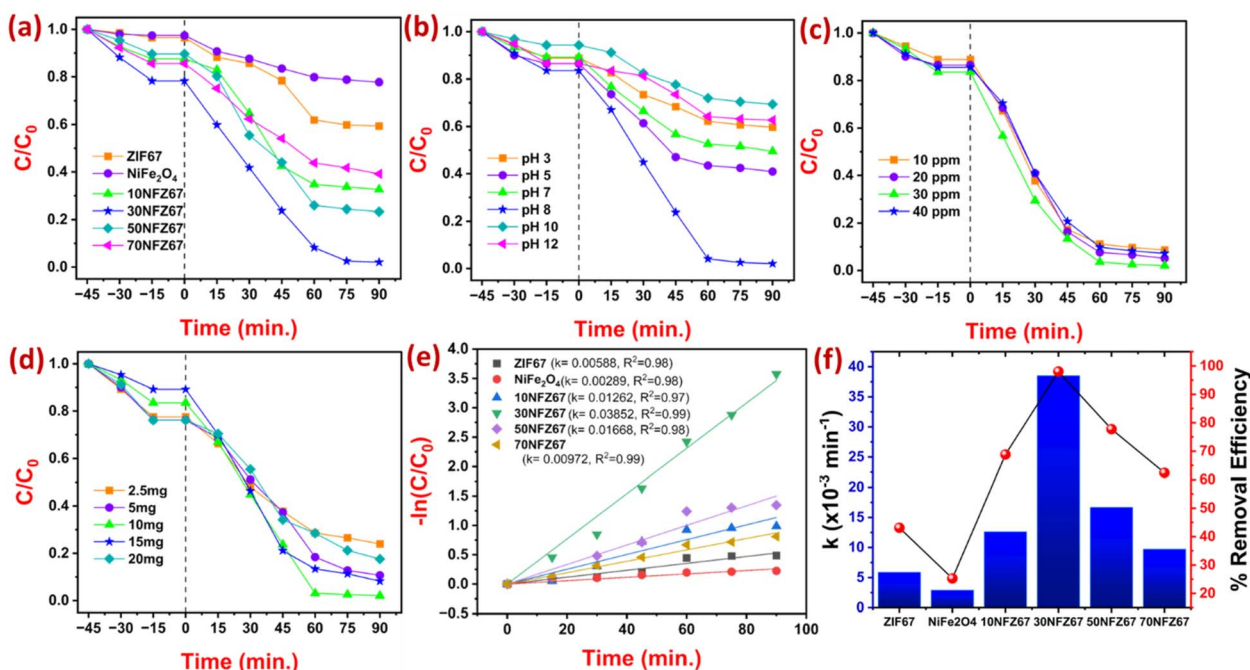 (a)
C/C0
1.0
0.8
0.6
0.4
0.2
0.0
ZIF67
NiFe2O4
10NFZ67
30NFZ67
50NFZ67
70NFZ67
−45 −30 −15 0 15 30 45 60 75 90
Time (min.)
(b)
C/C0
1.0
0.8
0.6
0.4
0.2
0.0
pH 3
pH 5
pH 7
pH 8
pH 10
pH 12
−45 −30 −15 0 15 30 45 60 75 90
Time (min.)
(c)
C/C0
1.0
0.8
0.6
0.4
0.2
0.0
10 ppm
20 ppm
30 ppm
40 ppm
−45 −30 −15 0 15 30 45 60 75 90
Time (min.)
(d)
C/C0
1.0
0.8
0.6
0.4
0.2
0.0
2.5mg
5mg
10mg
15mg
20mg
−45 −30 −15 0 15 30 45 60 75 90
Time (min.)
(e)
-ln(C/C0)
4.0
3.5
3.0
2.5
2.0
1.5
1.0
0.5
0.0
−0.5
ZIF67 (k= 0.00588, R²=0.98)
NiFe2O4(k= 0.00289, R²=0.98)
10NFZ67 (k= 0.01262, R²=0.97)
30NFZ67 (k= 0.03852, R²=0.99)
50NFZ67 (k= 0.01668, R²=0.98)
70NFZ67
(k= 0.00972, R²=0.99)
0 20 40 60 80 100
Time (min.)
(f)
k (x10⁻³ min⁻¹)
40
35
30
25
20
15
10
5
0
100
90
80
70
60
50
40
30
20
% Removal Efficiency
ZIF67 NiFe2O4 10NFZ67 30NFZ67 50NFZ67 70NFZ67